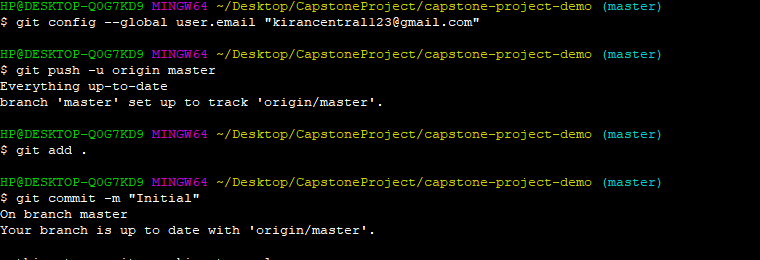 HP@DESKTOP-Q0G7KD9 MINGW64 ~/Desktop/CapstoneProject/capstone-project-demo (master)
$ git config --global user.email "kirancentral123@gmail.com"
HP@DESKTOP-Q0G7KD9 MINGW64 ~/Desktop/CapstoneProject/capstone-project-demo (master)
$ git push -u origin master
Everything up-to-date
branch 'master' set up to track 'origin/master'.
HP@DESKTOP-Q0G7KD9 MINGW64 ~/Desktop/CapstoneProject/capstone-project-demo (master)
$ git add .
HP@DESKTOP-Q0G7KD9 MINGW64 ~/Desktop/CapstoneProject/capstone-project-demo (master)
$ git commit -m "Initial"
On branch master
Your branch is up to date with 'origin/master'.